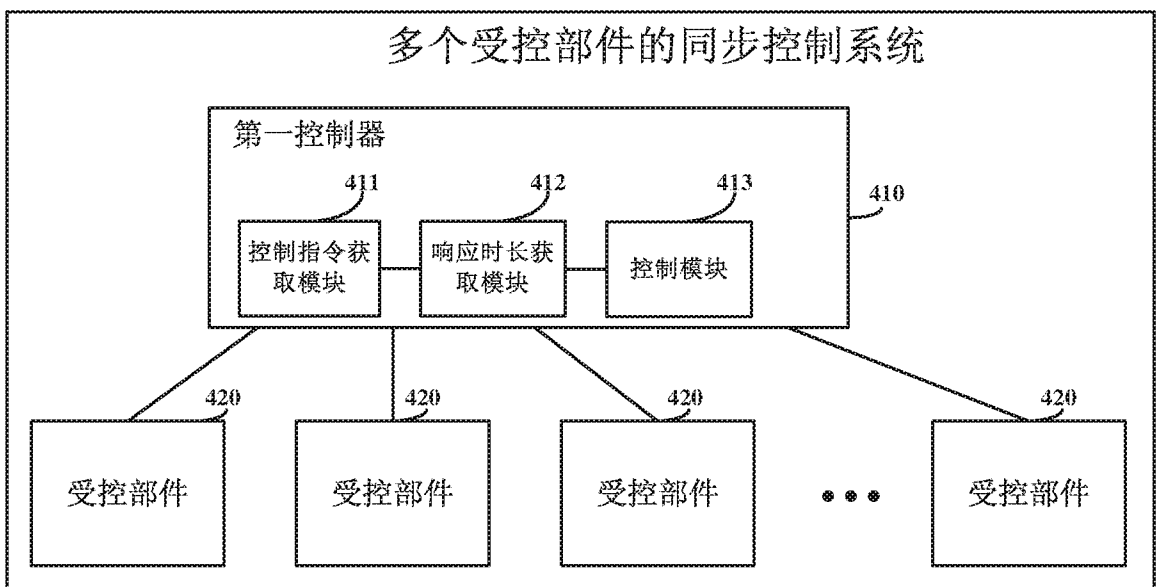 多个受控部件的同步控制系统
第一控制器
411
412
413
410
控制指令获
取模块
响应时长获
取模块
控制模块
420
420
420
420
受控部件
受控部件
受控部件
•••
受控部件